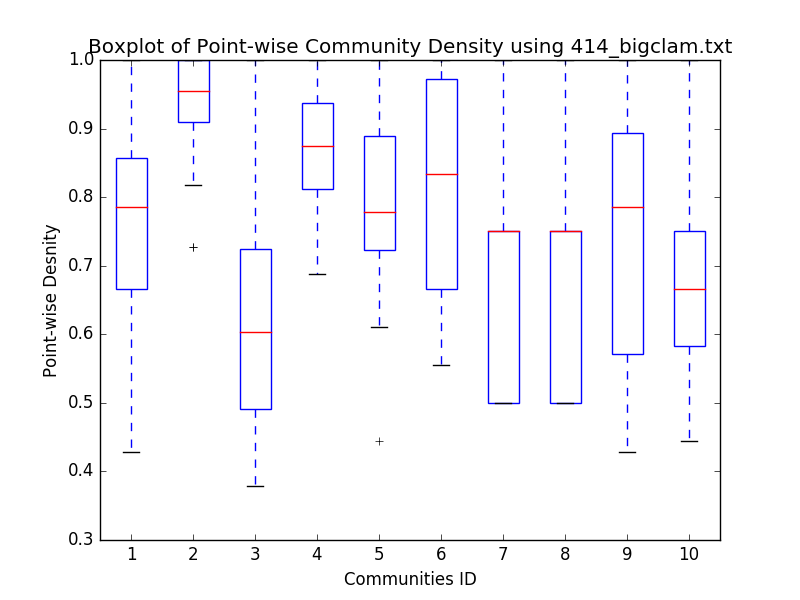 Boxplot of Point-wise Community Density using 414_bigclam.txt
1.0
0.9
0.8
0.7
0.6
0.5
0.4
0.3
Point-wise Desnity
1 2 3 4 5 6 7 8 9 10
Communities ID